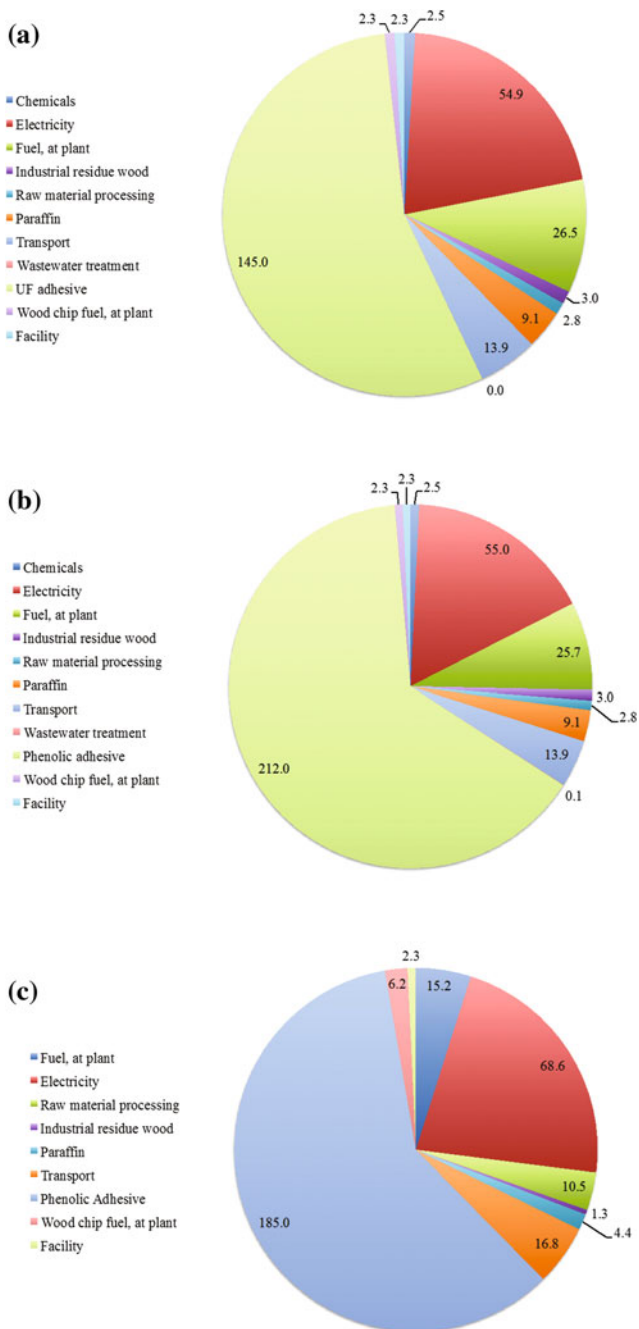 (a)
2.3
2.3
2.5
Chemicals
Electricity
Fuel, at plant
Industrial residue wood
Raw material processing
Paraffin
Transport
Wastewater treatment
UF adhesive
Wood chip fuel, at plant
Facility
54.9
26.5
3.0
2.8
9.1
13.9
0.0
145.0
(b)
2.3
2.3
2.5
Chemicals
Electricity
Fuel, at plant
Industrial residue wood
Raw material processing
Paraffin
Transport
Wastewater treatment
Phenolic adhesive
Wood chip fuel, at plant
Facility
55.0
25.7
3.0
2.8
9.1
13.9
0.1
212.0
(c)
2.3
6.2
15.2
Fuel, at plant
Electricity
Raw material processing
Industrial residue wood
Paraffin
Transport
Phenolic Adhesive
Wood chip fuel, at plant
Facility
68.6
10.5
1.3
4.4
16.8
185.0